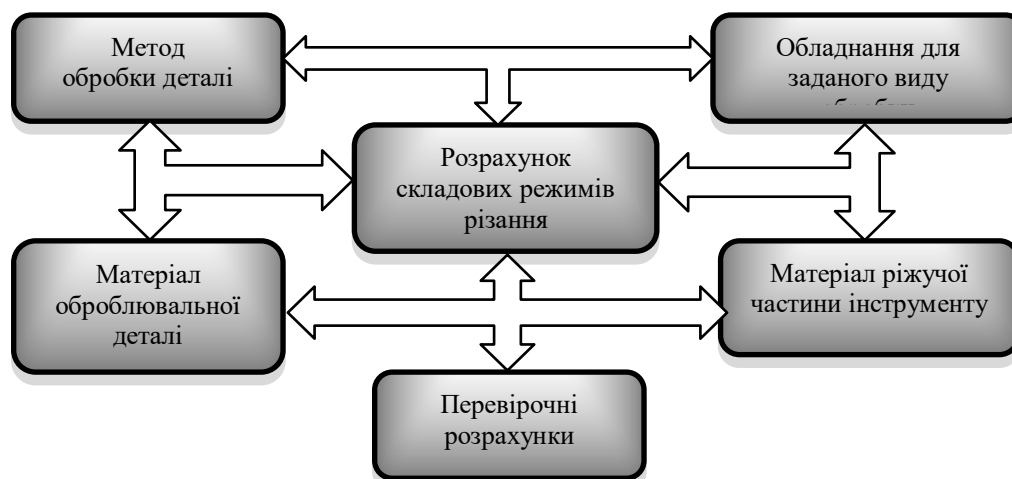 Метод
обробки деталі
Обладнання для
заданого виду
Розрахунок
складових режимів
різання
Матеріал
оброблювальної
деталі
Матеріал ріжучої
частини інструменту
Перевірочні
розрахунки